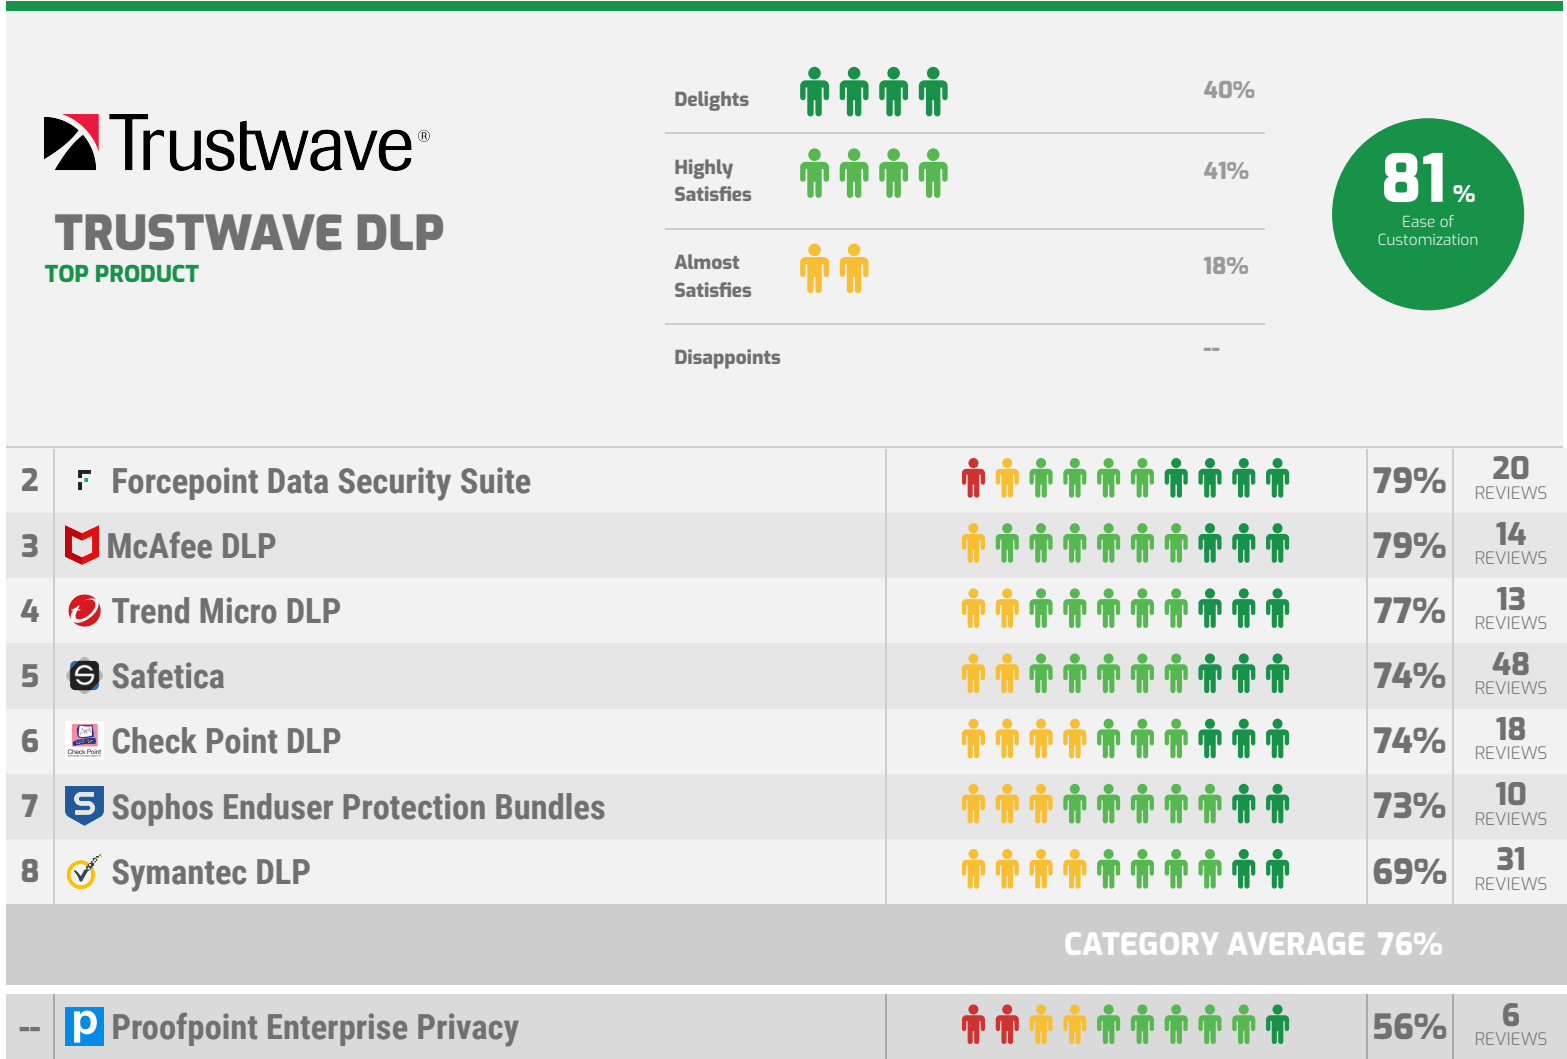 Trustwave®
TRUSTWAVE DLP
TOP PRODUCT
Delights 40%
Highly
Satisfies 41%
Almost
Satisfies 18%
Disappoints --
81%
Ease of
Customization
2 Forcepoint Data Security Suite 79% 20 REVIEWS
3 McAfee DLP 79% 14 REVIEWS
4 Trend Micro DLP 77% 13 REVIEWS
5 Safetica 74% 48 REVIEWS
6 Check Point Check Point DLP 74% 18 REVIEWS
7 Sophos Enduser Protection Bundles 73% 10 REVIEWS
8 Symantec DLP 69% 31 REVIEWS
CATEGORY AVERAGE 76%
-- Proofpoint Enterprise Privacy 56% 6 REVIEWS